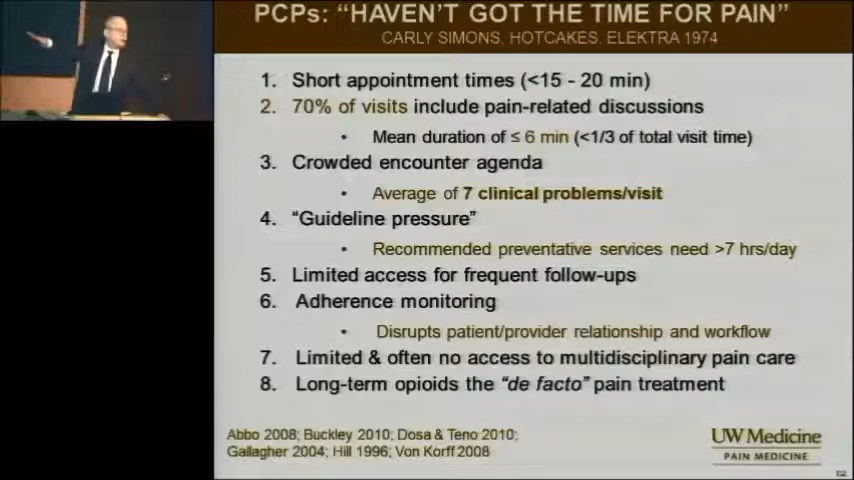 PCPs: “HAVEN’T GOT THE TIME FOR PAIN”
CARLY SIMONS. HOTCAKES. ELEKTRA 1974
1. Short appointment times (<15 - 20 min)
2. 70% of visits include pain-related discussions
• Mean duration of ≤ 6 min (<1/3 of total visit time)
3. Crowded encounter agenda
• Average of 7 clinical problems/visit
4. “Guideline pressure”
• Recommended preventative services need >7 hrs/day
5. Limited access for frequent follow-ups
6. Adherence monitoring
• Disrupts patient/provider relationship and workflow
7. Limited & often no access to multidisciplinary pain care
8. Long-term opioids the “de facto” pain treatment
Abbo 2008; Buckley 2010; Dosa & Teno 2010;
Gallagher 2004; Hill 1996; Von Korff 2008
UW Medicine
PAIN MEDICINE